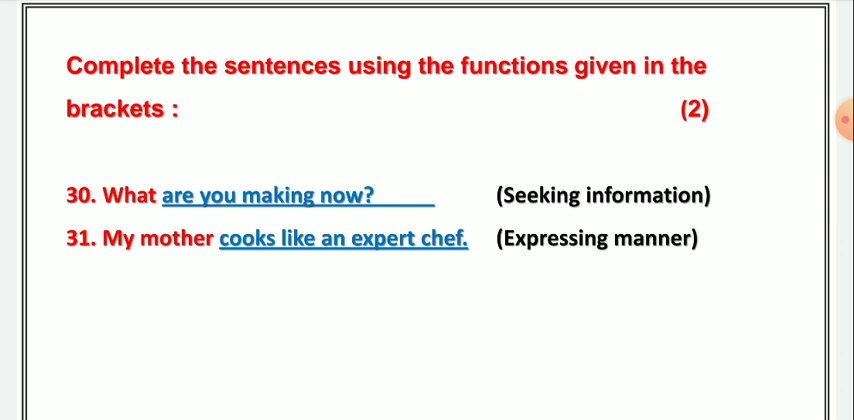 Complete the sentences using the functions given in the
brackets : (2)
30. What are you making now? (Seeking information)
31. My mother cooks like an expert chef. (Expressing manner)